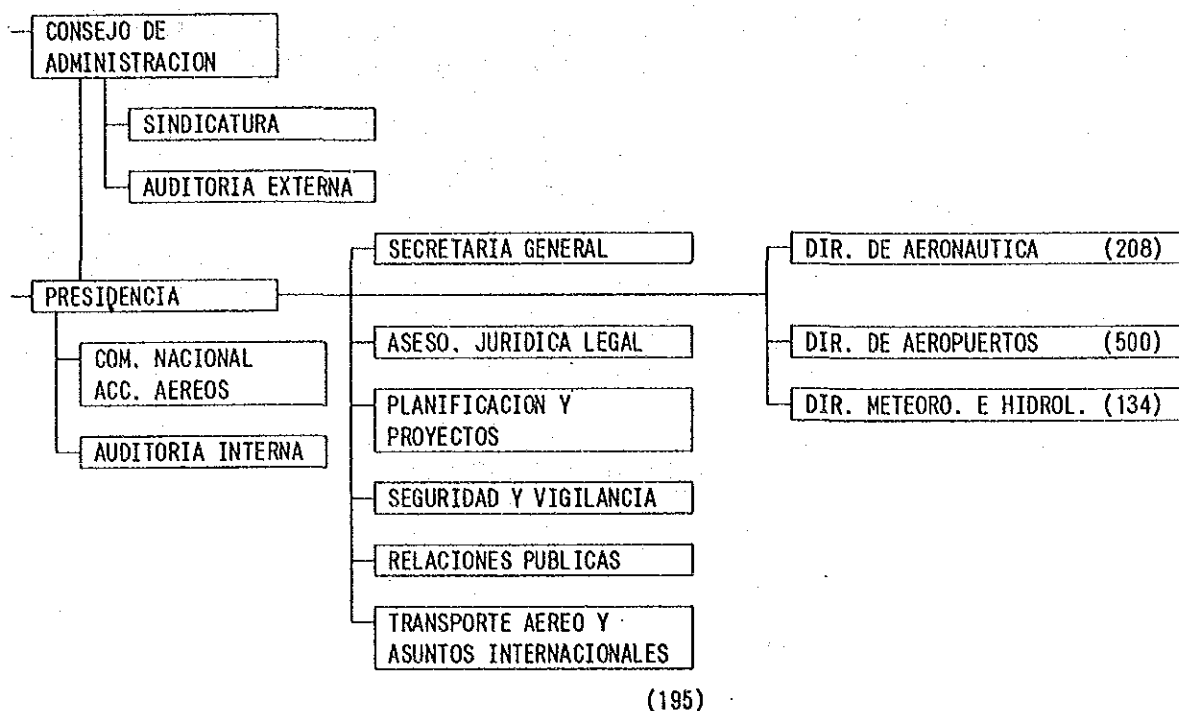 CONSEJO DE
ADMINISTRACION
SINDICATURA
AUDITORIA EXTERNA
PRESIDENCIA
COM. NACIONAL
ACC. AEREOS
AUDITORIA INTERNA
SECRETARIA GENERAL
ASESO. JURIDICA LEGAL
PLANIFICACION Y
PROYECTOS
SEGURIDAD Y VIGILANCIA
RELACIONES PUBLICAS
TRANSPORTE AEREO Y
ASUNTOS INTERNACIONALES
(195)
DIR. DE AERONAUTICA (208)
DIR. DE AEROPUERTOS (500)
DIR. METEORO. E HIDROL. (134)